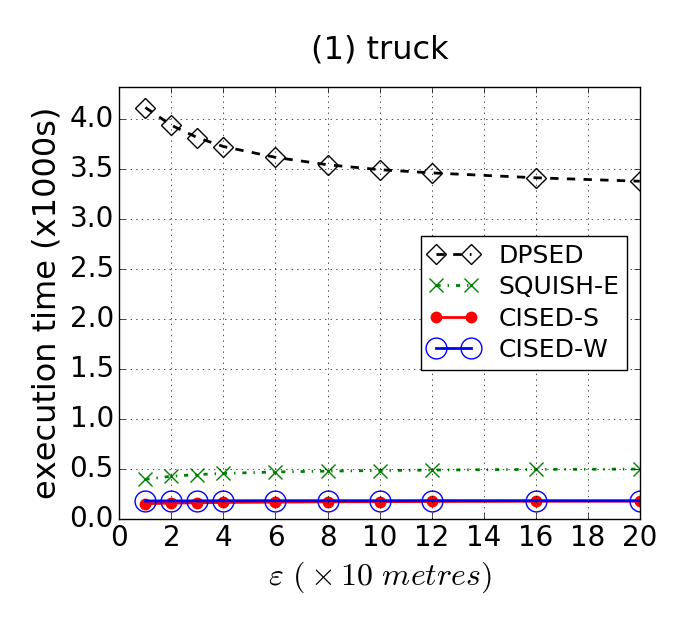 (1) truck
execution time (x1000s)
4.0
3.5
3.0
2.5
2.0
1.5
1.0
0.5
0.0
DPSED
SQUISH-E
CISED-S
CISED-W
0 2 4 6 8 10 12 14 16 18 20
ε (×10 metres)